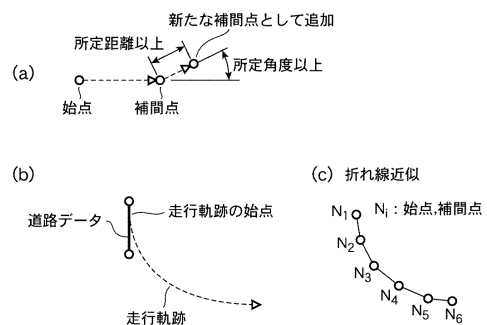 新たな補間点として追加
所定距離以上
(a)
所定角度以上
始点
補間点
(b)
道路データ
走行軌跡の始点
走行軌跡
(c) 折れ線近似
N1 Ni：始点,補間点
N2
N3
N4
N5
N6